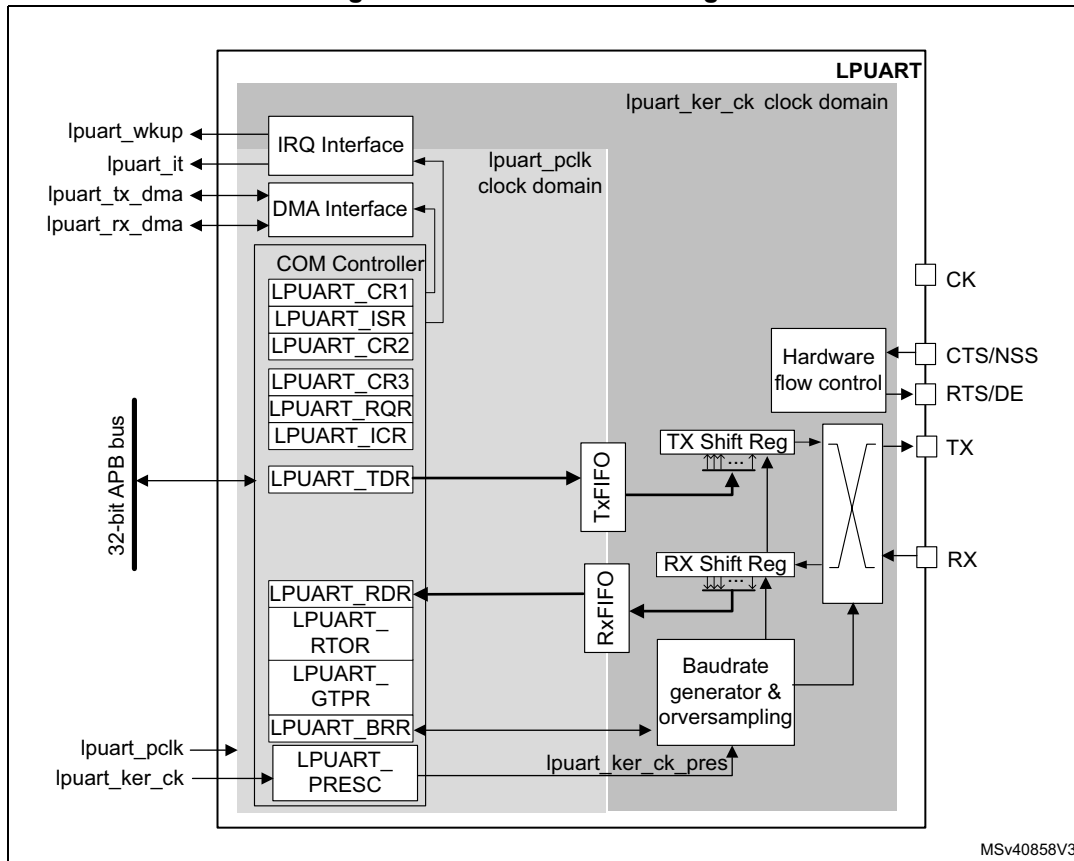 LPUART
lpuart_ker_ck clock domain
lpuart_wkup
IRQ Interface
lpuart_it
lpuart_pclk
clock domain
lpuart_tx_dma
DMA Interface
lpuart_rx_dma
COM Controller
LPUART_CR1
LPUART_ISR
LPUART_CR2
LPUART_CR3
LPUART_RQR
LPUART_ICR
LPUART_TDR
32-bit APB bus
CK
Hardware
flow control
CTS/NSS
RTS/DE
TxFIFO
TX Shift Reg
...
TX
RxFIFO
RX Shift Reg
...
RX
LPUART_RDR
LPUART_
RTOR
LPUART_
GTPR
LPUART_BRR
Baudrate
generator &
orversampling
lpuart_pclk
lpuart_ker_ck
LPUART_
PRESC
lpuart_ker_ck_pres
MSv40858V3